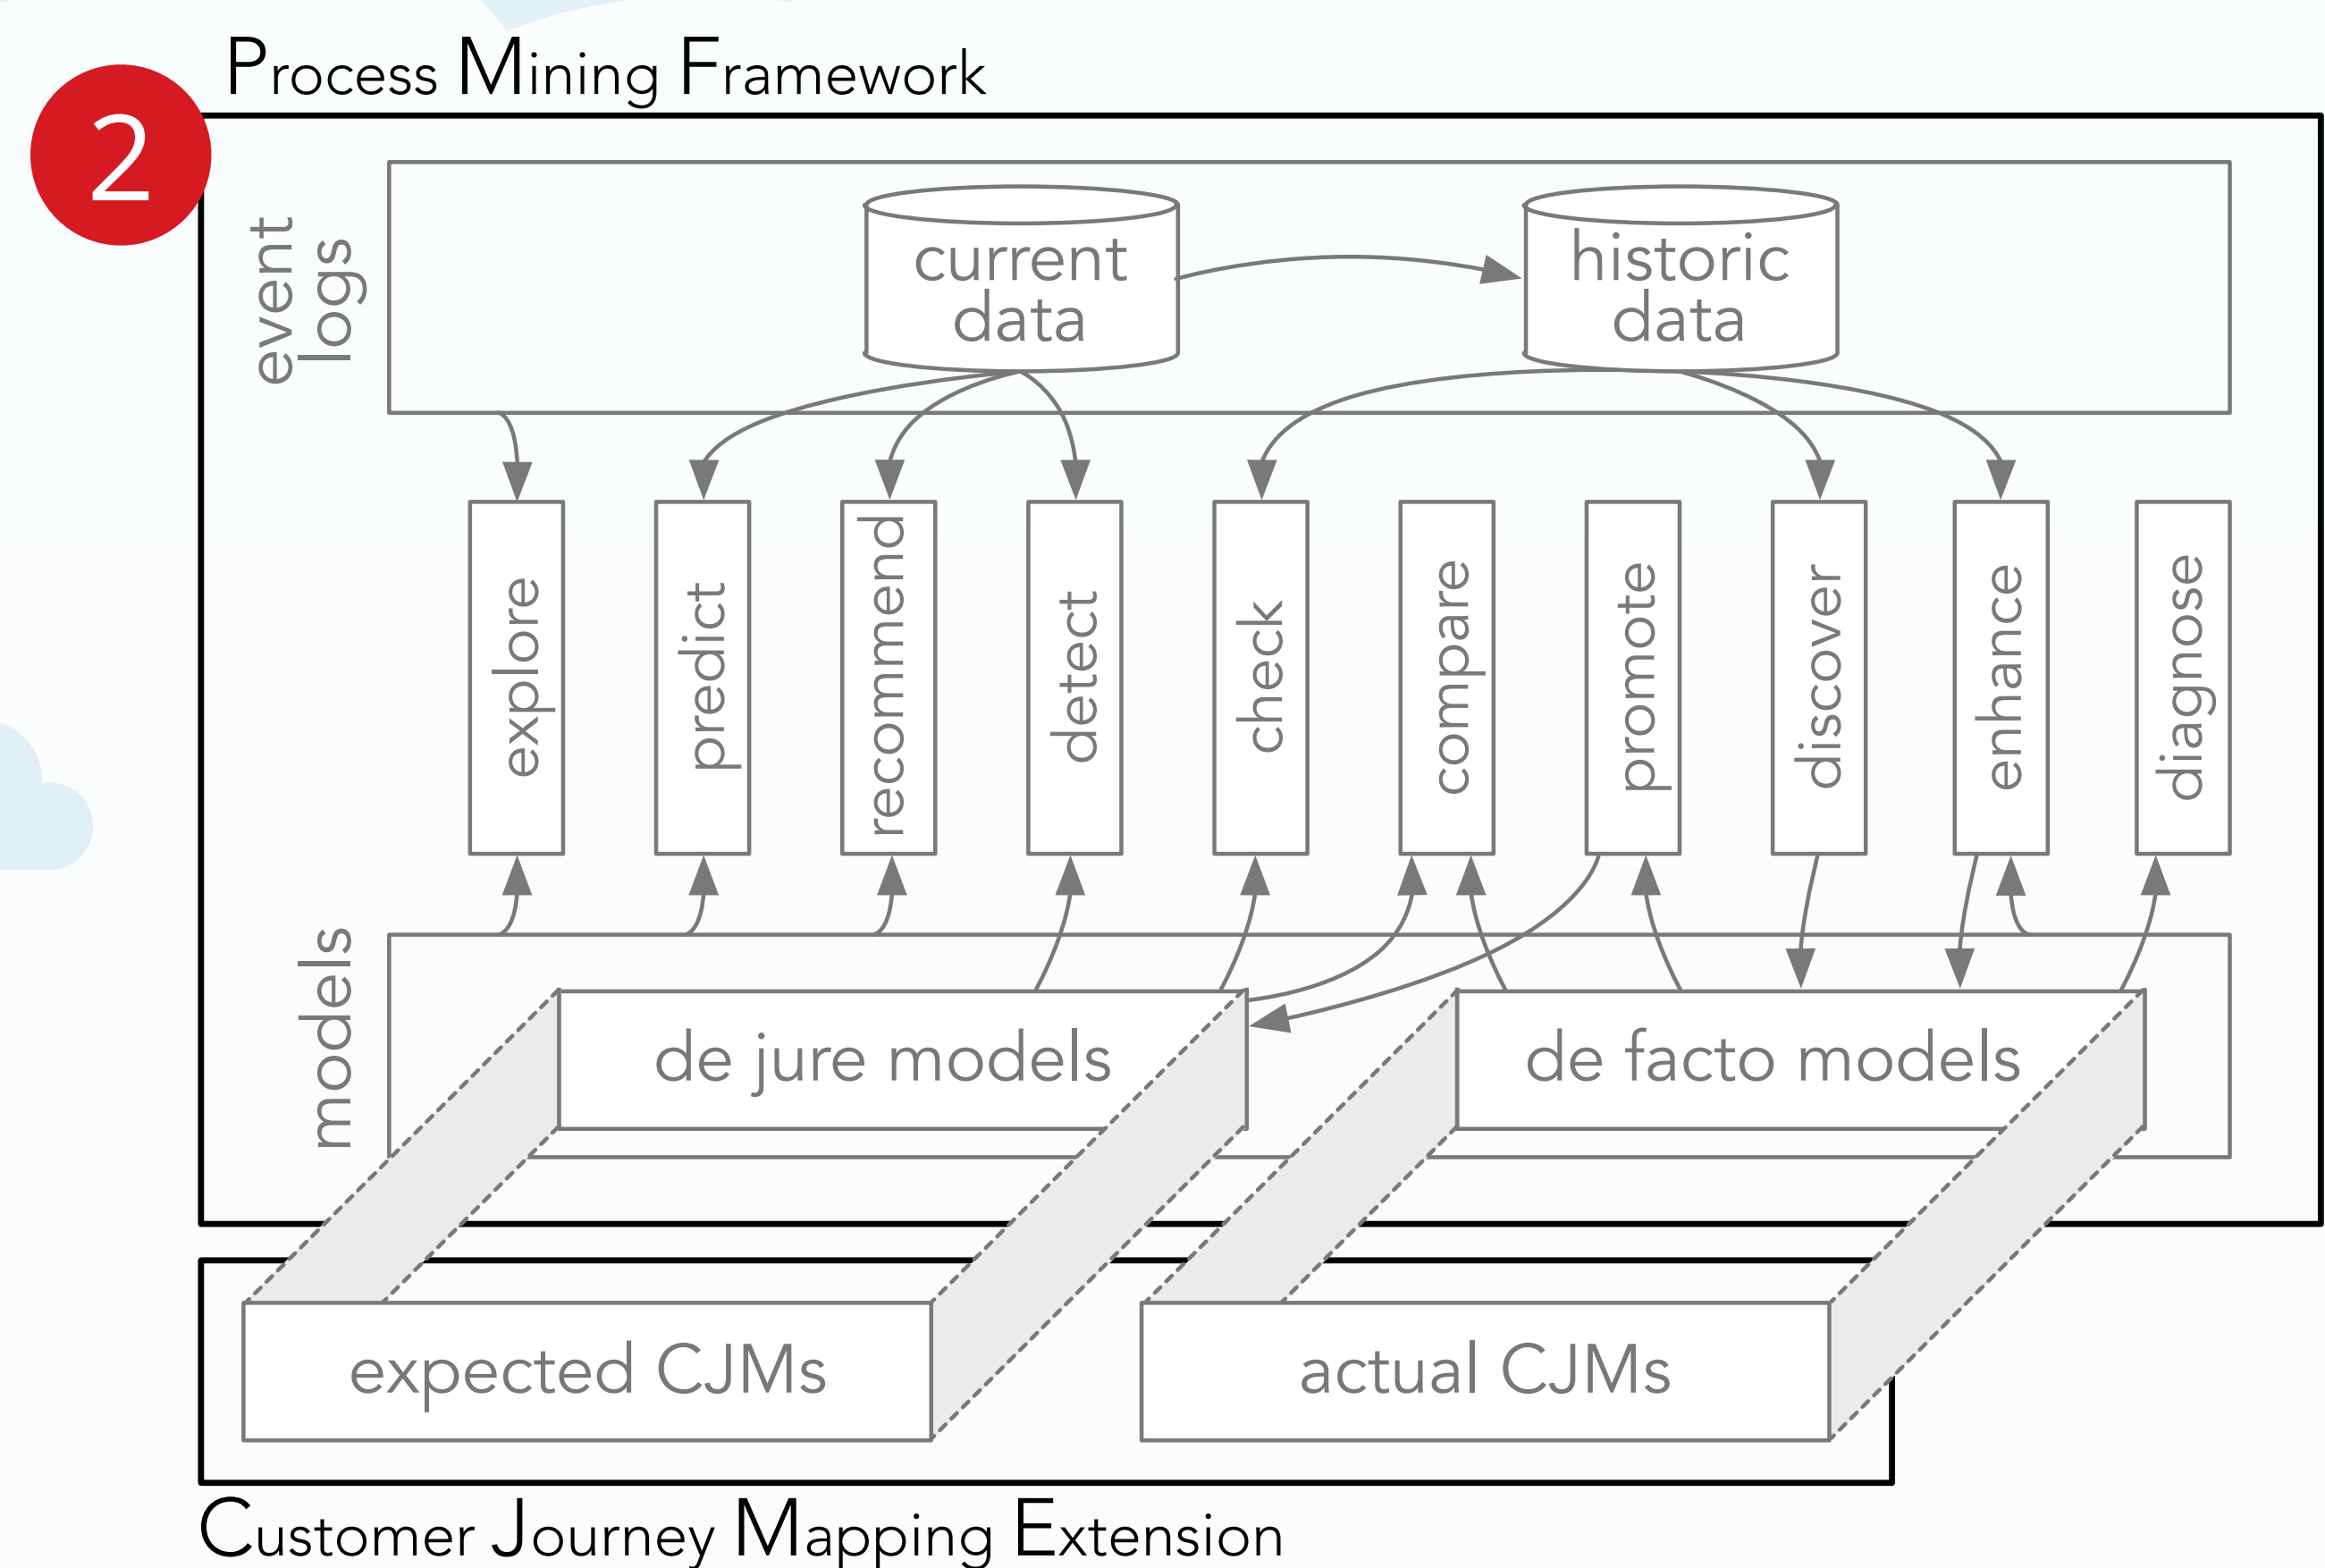 Process Mining Framework
2
event
logs
current
data
historic
data
explore
predict
recommend
detect
check
compare
promote
discover
enhance
diagnose
models
de jure models
de facto models
expected CJMs
actual CJMs
Customer Journey Mapping Extension